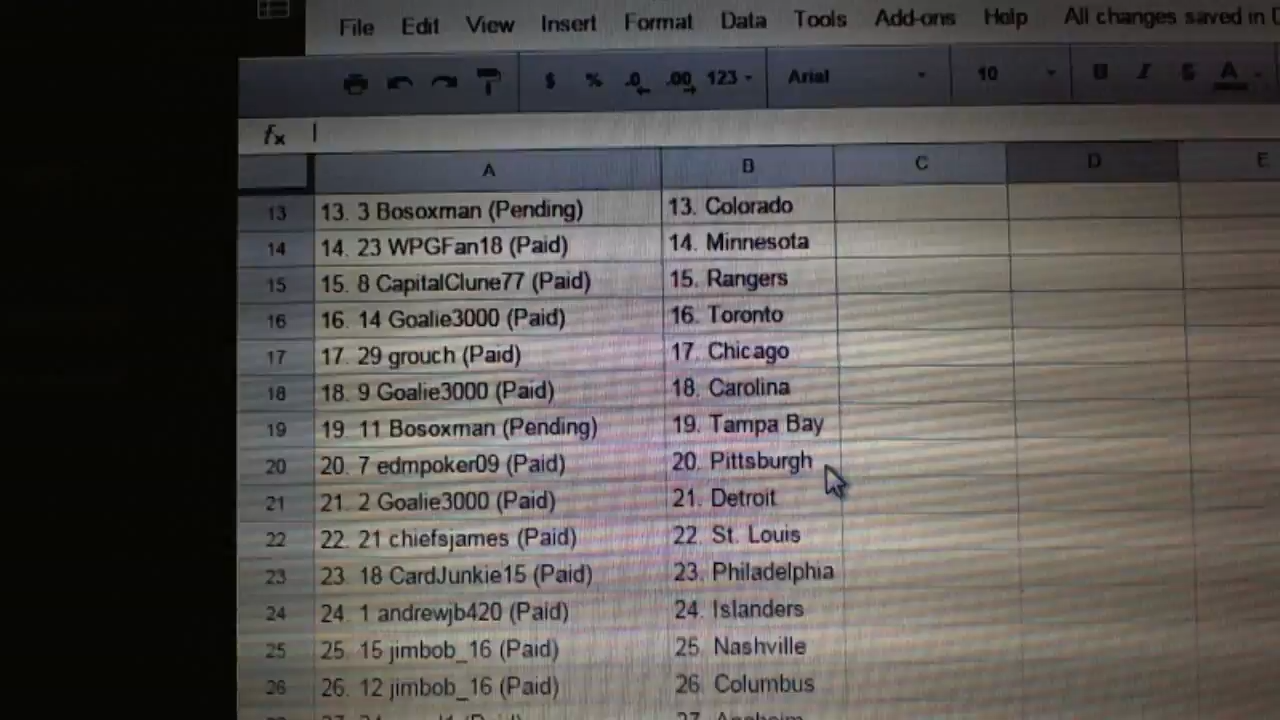 File Edit View Insert Format Data Tools Add-ons Help All changes saved in
$ % .0 .00 123 Arial 10 B I S A
fx
A B C D E
13 13. 3 Bosoxman (Pending) 13. Colorado
14 14. 23 WPGFan18 (Paid) 14. Minnesota
15 15. 8 CapitalClune77 (Paid) 15. Rangers
16 16. 14 Goalie3000 (Paid) 16. Toronto
17 17. 29 grouch (Paid) 17. Chicago
18 18. 9 Goalie3000 (Paid) 18. Carolina
19 19. 11 Bosoxman (Pending) 19. Tampa Bay
20 20. 7 edmpoker09 (Paid) 20. Pittsburgh
21 21. 2 Goalie3000 (Paid) 21. Detroit
22 22. 21 chiefsjames (Paid) 22. St. Louis
23 23. 18 CardJunkie15 (Paid) 23. Philadelphia
24 24. 1 andrewjb420 (Paid) 24. Islanders
25 25. 15 jimbob_16 (Paid) 25. Nashville
26 26. 12 jimbob_16 (Paid) 26. Columbus
27. Anaheim